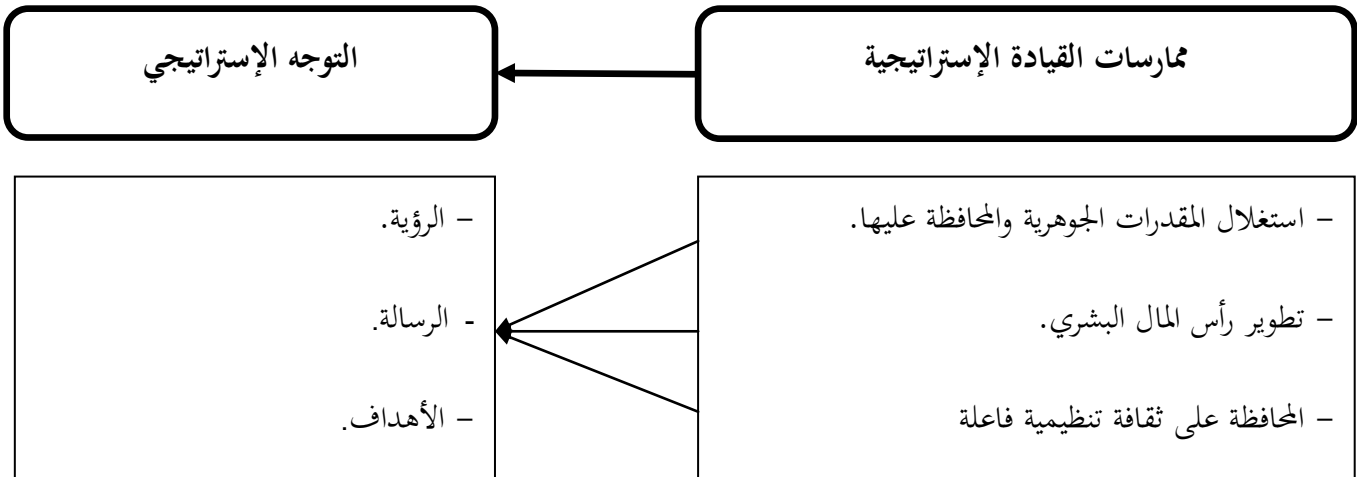 ممارسات القيادة الإستراتيجية
التوجه الإستراتيجي
– استغلال المقدرات الجوهرية والمحافظة عليها.
– تطوير رأس المال البشري.
– المحافظة على ثقافة تنظيمية فاعلة
– الرؤية.
- الرسالة.
– الأهداف.